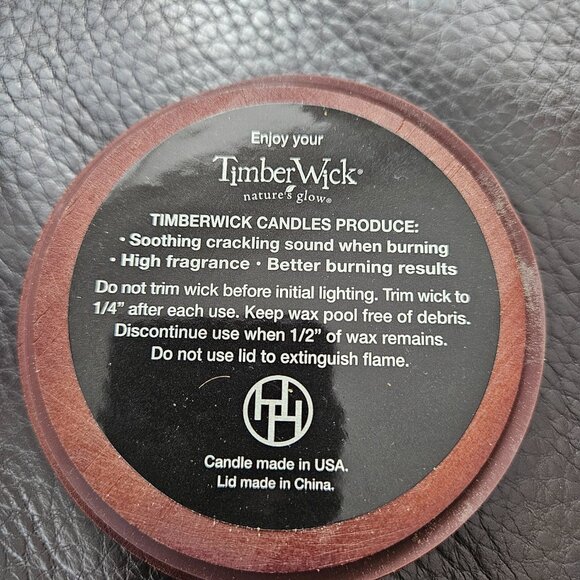 Enjoy your
TimberWick®
nature's glow®
TIMBERWICK CANDLES PRODUCE:
• Soothing crackling sound when burning
• High fragrance • Better burning results
Do not trim wick before initial lighting. Trim wick to
1/4” after each use. Keep wax pool free of debris.
Discontinue use when 1/2” of wax remains.
Do not use lid to extinguish flame.
Candle made in USA.
Lid made in China.